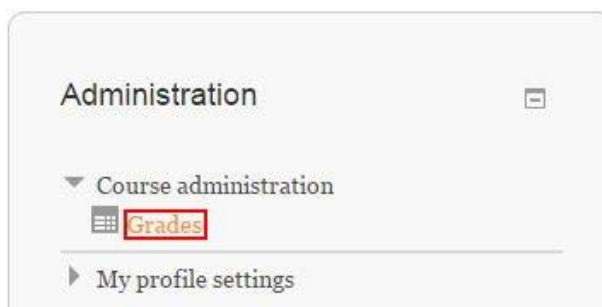 Administration
Course administration
Grades
My profile settings